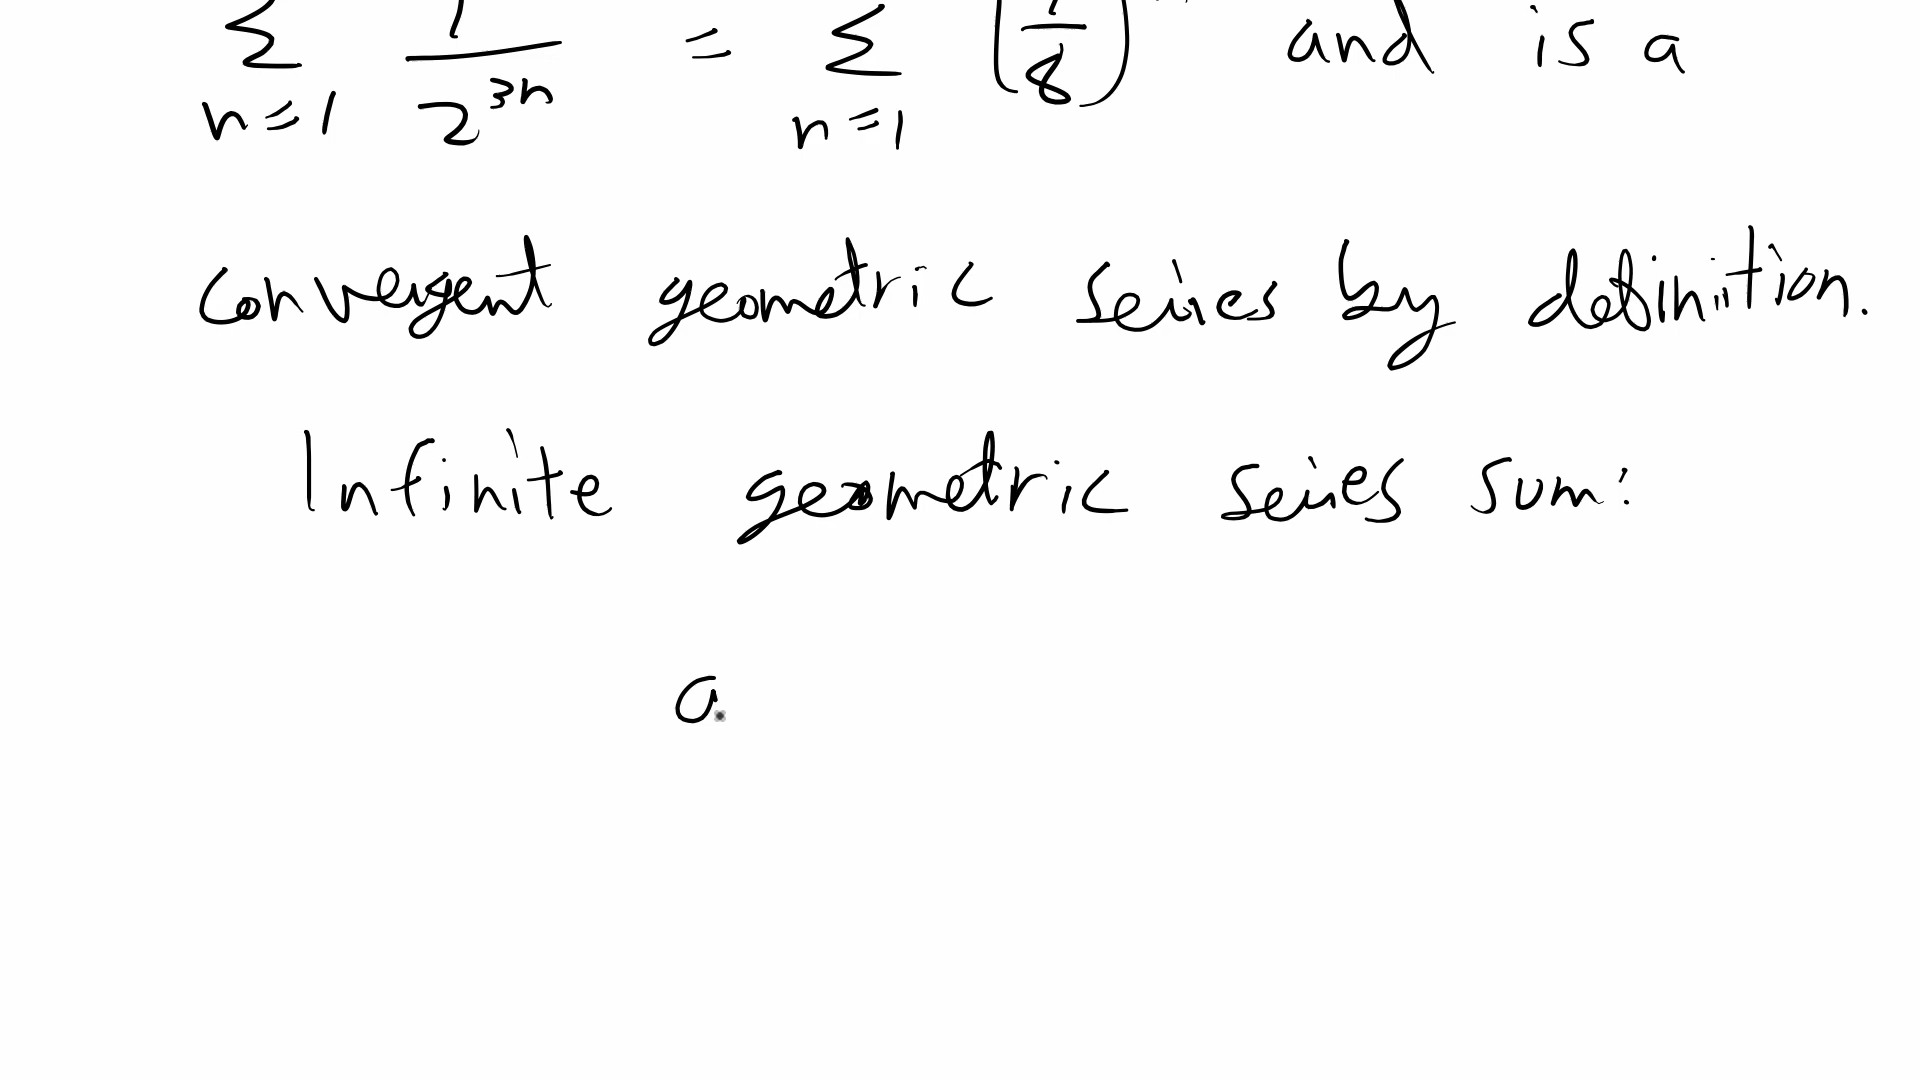 ∑ n=1 1/2^3n = ∑ n=1 (1/8) and is a
convergent geometric series by definition.
Infinite geometric series sum:
a